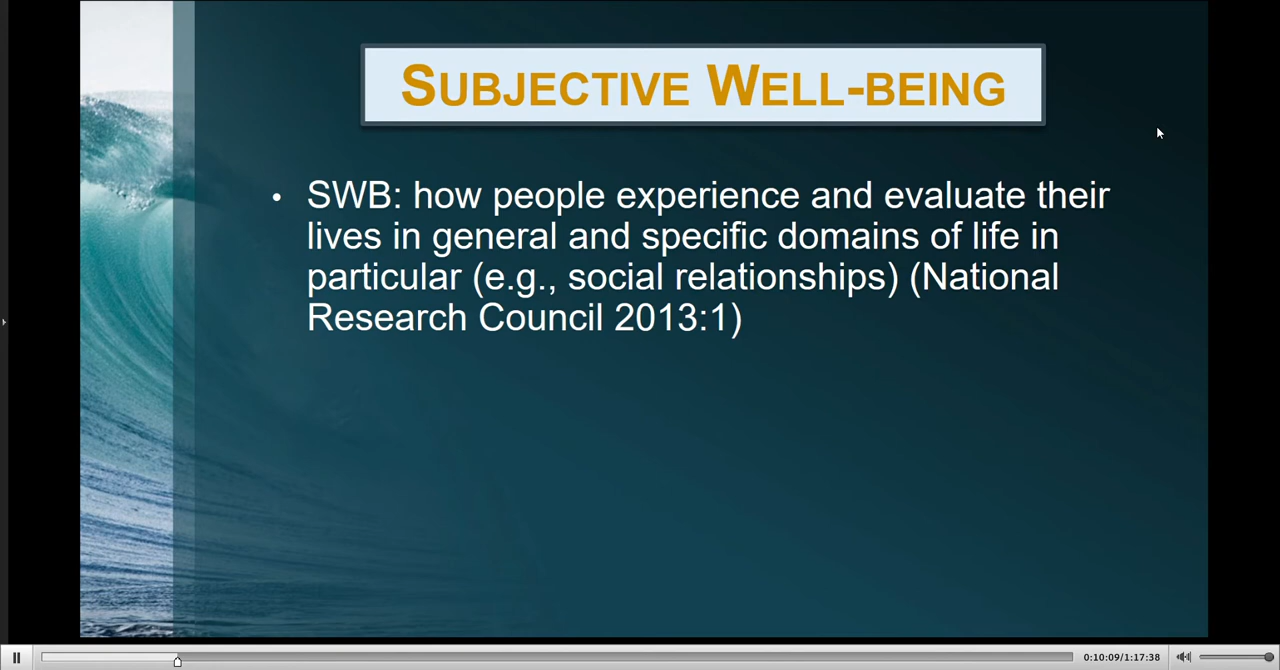 SUBJECTIVE WELL-BEING
• SWB: how people experience and evaluate their
lives in general and specific domains of life in
particular (e.g., social relationships) (National
Research Council 2013:1)
0:10:09/1:17:38